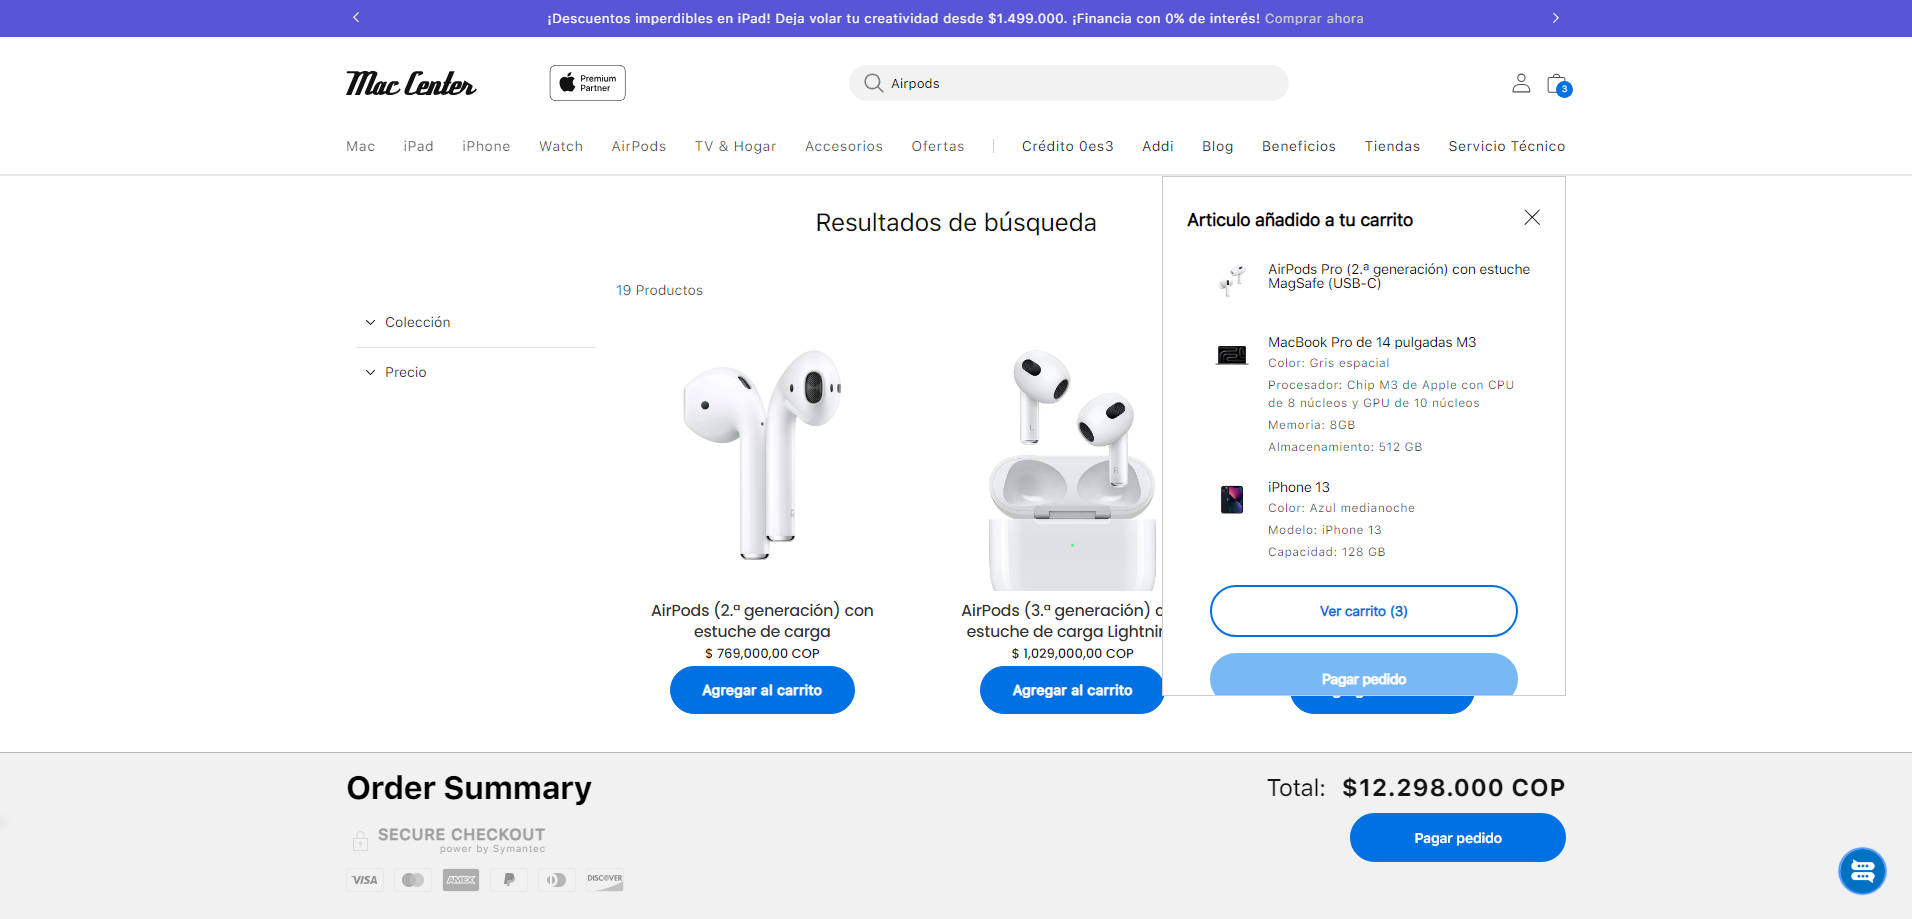 ¡Descuentos imperdibles en iPad! Deja volar tu creatividad desde $1.499.000. ¡Financia con 0% de interés! Comprar ahora
Mac Center
Premium
Partner
Airpods
3
Mac iPad iPhone Watch AirPods TV & Hogar Accesorios Ofertas Crédito 0es3 Addi Blog Beneficios Tiendas Servicio Técnico
Resultados de búsqueda
19 Productos
Colección
Precio
AirPods (2.ª generación) con
estuche de carga
$ 769,000,00 COP
Agregar al carrito
AirPods (3.ª generación) c
estuche de carga Lightnin
$ 1,029,000,00 COP
Agregar al carrito
Articulo añadido a tu carrito
AirPods Pro (2.ª generación) con estuche
MagSafe (USB-C)
MacBook Pro de 14 pulgadas M3
Color: Gris espacial
Procesador: Chip M3 de Apple con CPU
de 8 núcleos y GPU de 10 núcleos
Memoria: 8GB
Almacenamiento: 512 GB
iPhone 13
Color: Azul medianoche
Modelo: iPhone 13
Capacidad: 128 GB
Ver carrito (3)
Pagar pedido
Order Summary
SECURE CHECKOUT
power by Symantec
VISA
AMEX
DISCOVER
Total: $12.298.000 COP
Pagar pedido